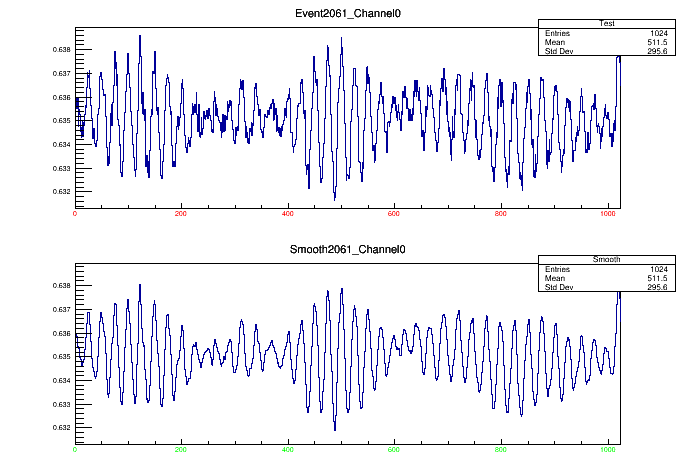 Event2061_Channel0
Test
Entries 1024
Mean 511.5
Std Dev 295.6
0.638
0.637
0.636
0.635
0.634
0.633
0.632
0 200 400 600 800 1000
Smooth2061_Channel0
Smooth
Entries 1024
Mean 511.5
Std Dev 295.6
0.638
0.637
0.636
0.635
0.634
0.633
0.632
0 200 400 600 800 1000